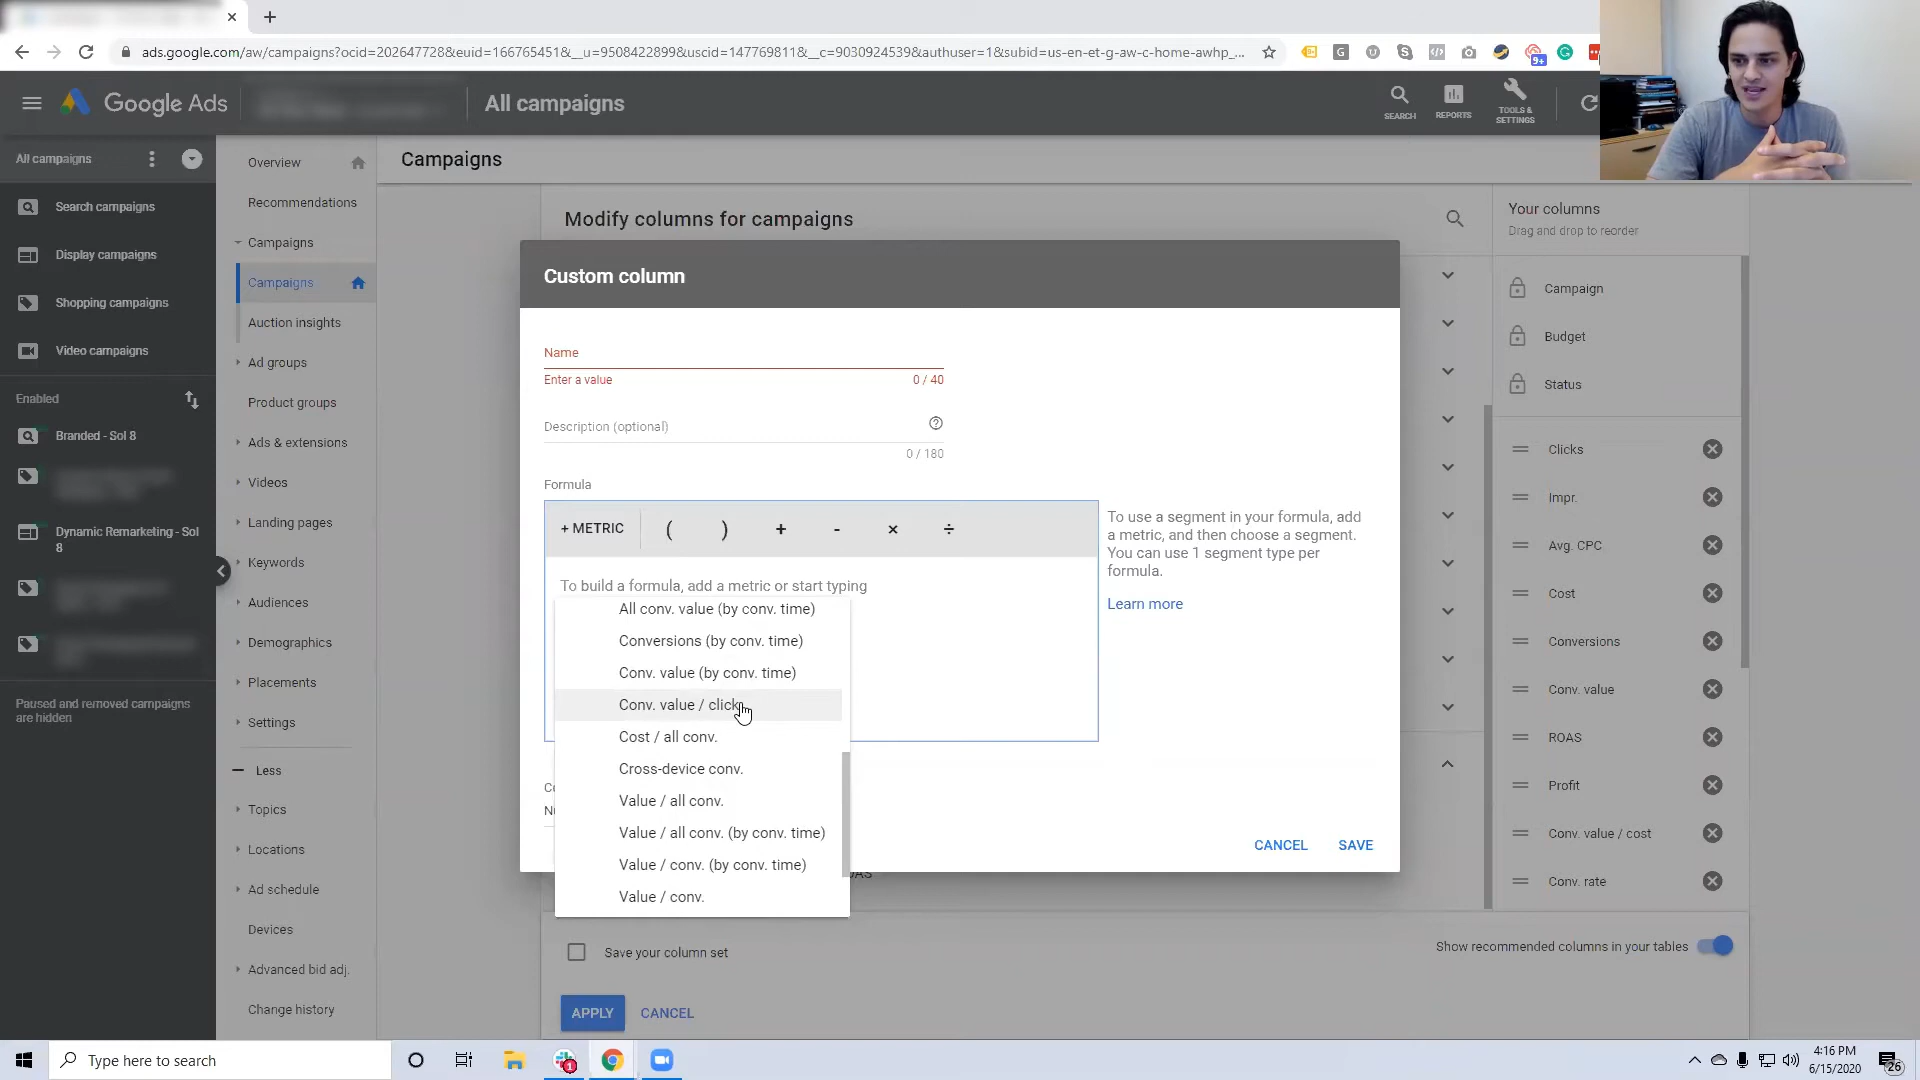 ads.google.com/aw/campaigns?ocid=202647728&euid=166765451&__u=9508422899&uscid=147769811&__c=9030924539&authuser=1&subid=us-en-et-g-aw-c-home-awhp_...
G
9+
Google Ads
All campaigns
SEARCH
REPORTS
TOOLS &
SETTINGS
All campaigns
Search campaigns
Display campaigns
Shopping campaigns
Video campaigns
Enabled
Branded - Sol 8
Dynamic Remarketing - Sol
8
Paused and removed campaigns
are hidden
Overview
Recommendations
Campaigns
Campaigns
Auction insights
Ad groups
Product groups
Ads & extensions
Videos
Landing pages
Keywords
Audiences
Demographics
Placements
Settings
Less
Topics
Locations
Ad schedule
Devices
Advanced bid adj.
Change history
Campaigns
Modify columns for campaigns
Custom column
Name
Enter a value
0 / 40
Description (optional)
0 / 180
Formula
+ METRIC ( ) + - × ÷
To build a formula, add a metric or start typing
All conv. value (by conv. time)
Conversions (by conv. time)
Conv. value (by conv. time)
Conv. value / click
Cost / all conv.
Cross-device conv.
Value / all conv.
Value / all conv. (by conv. time)
Value / conv. (by conv. time)
Value / conv.
To use a segment in your formula, add
a metric, and then choose a segment.
You can use 1 segment type per
formula.
Learn more
CANCEL
SAVE
Save your column set
Show recommended columns in your tables
APPLY
CANCEL
Your columns
Drag and drop to reorder
Campaign
Budget
Status
Clicks
Impr.
Avg. CPC
Cost
Conversions
Conv. value
ROAS
Profit
Conv. value / cost
Conv. rate
Type here to search
1
4:16 PM
6/15/2020
26